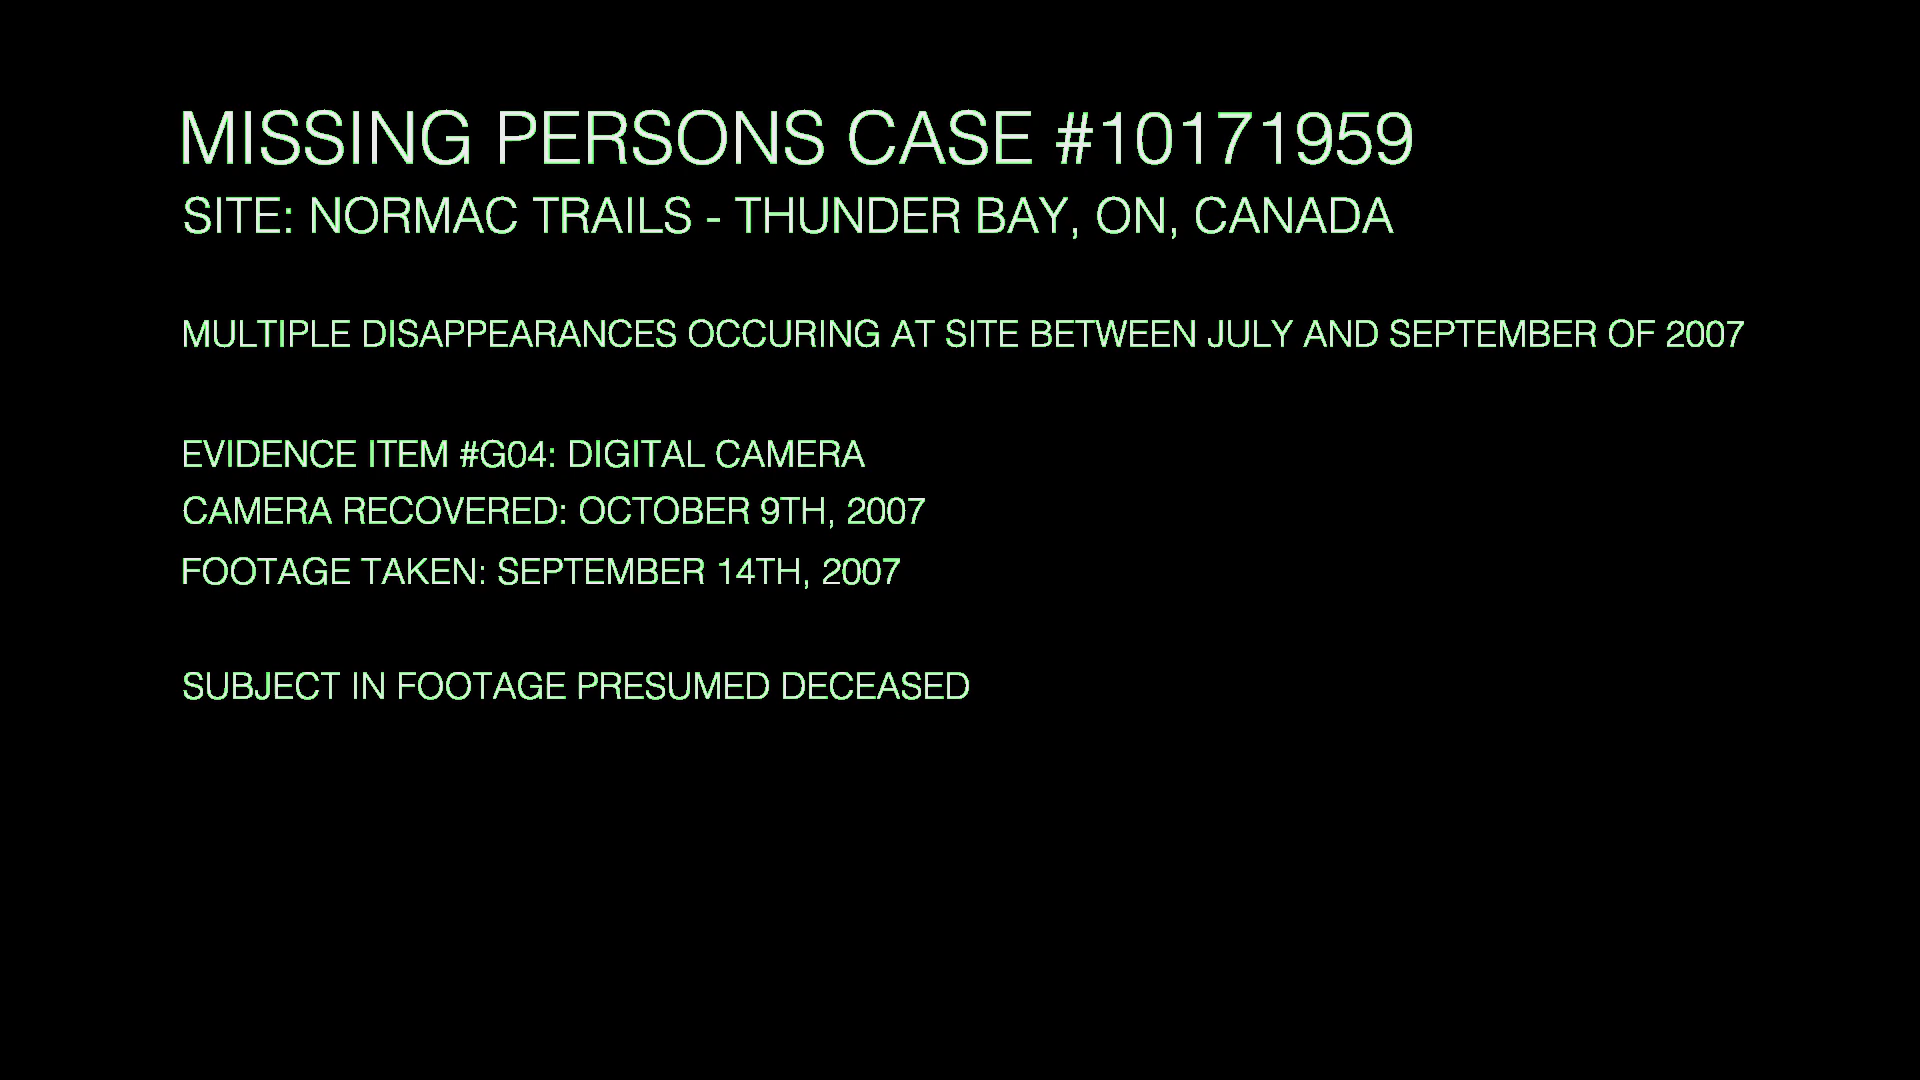 MISSING PERSONS CASE #10171959
SITE: NORMAC TRAILS - THUNDER BAY, ON, CANADA
MULTIPLE DISAPPEARANCES OCCURING AT SITE BETWEEN JULY AND SEPTEMBER OF 2007
EVIDENCE ITEM #G04: DIGITAL CAMERA
CAMERA RECOVERED: OCTOBER 9TH, 2007
FOOTAGE TAKEN: SEPTEMBER 14TH, 2007
SUBJECT IN FOOTAGE PRESUMED DECEASED